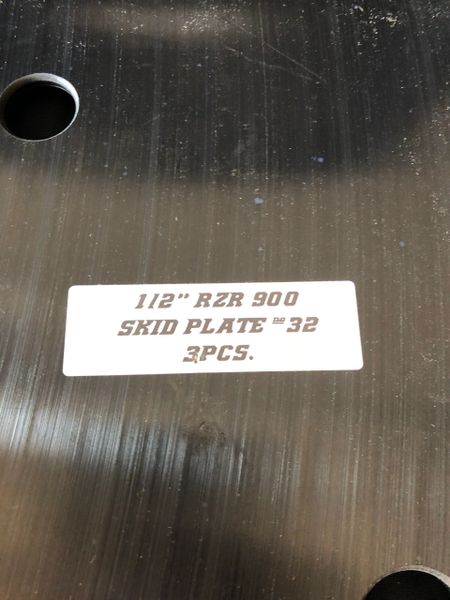 1/2" RZR 900
SKID PLATE 32
3PCS.